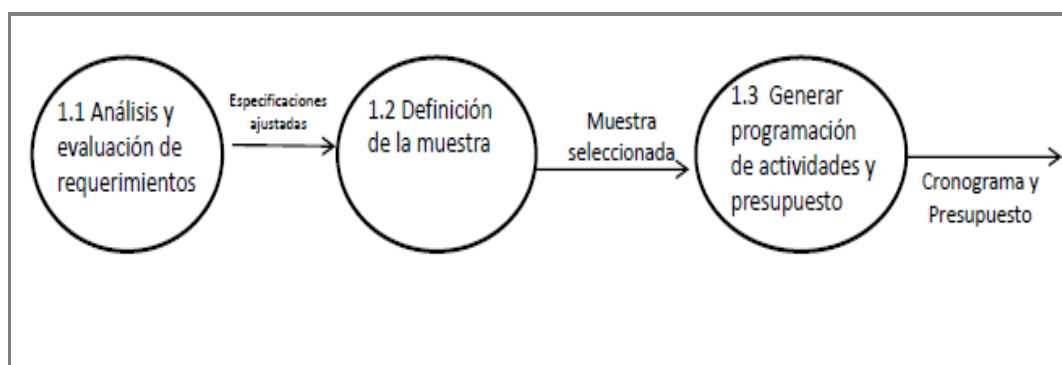 1.1 Análisis y
evaluación de
requerimientos
Especificaciones
ajustadas
1.2 Definición
de la muestra
Muestra
seleccionada
1.3 Generar
programación
de actividades y
presupuesto
Cronograma y
Presupuesto